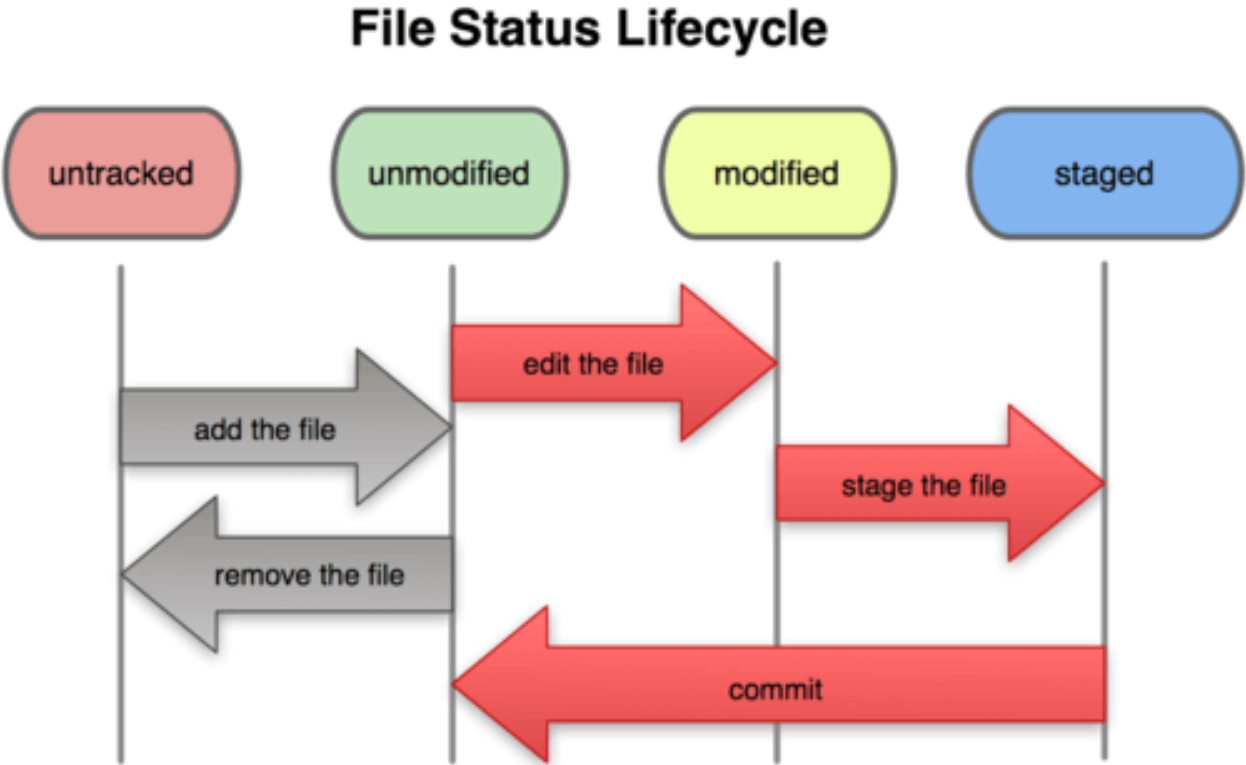 File Status Lifecycle
untracked
unmodified
modified
staged
edit the file
add the file
stage the file
remove the file
commit